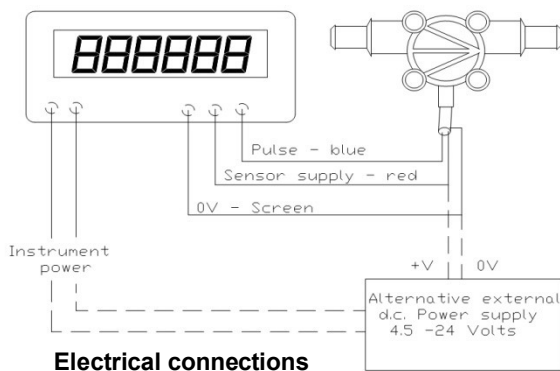 888888
Pulse - blue
Sensor supply - red
0V - Screen
Instrument
power
+V 0V
Alternative external
d.c. Power supply
4.5 -24 Volts
Electrical connections